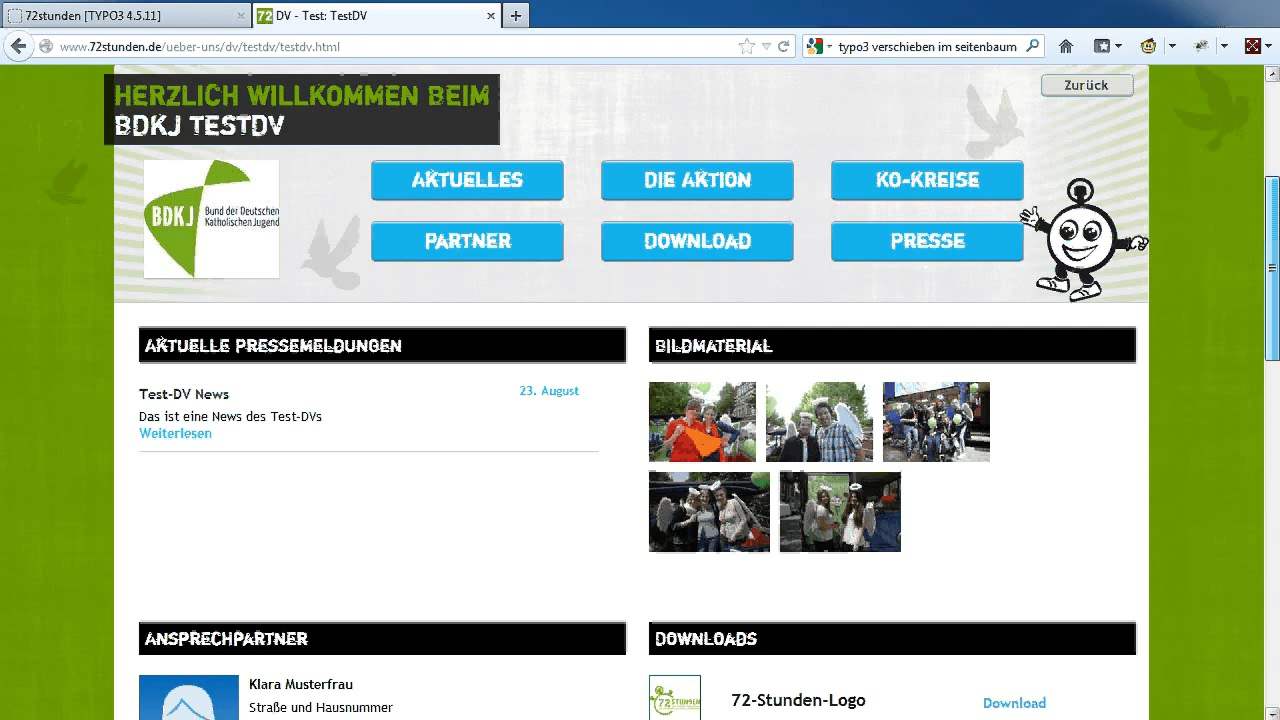 72stunden [TYPO3 4.5.11]
72 DV - Test: TestDV
www.72stunden.de/ueber-uns/dv/testdv/testdv.html
typo3 verschieben im seitenbaum
HERZLICH WILLKOMMEN BEIM
BDKJ TESTDV
Zurück
BDKJ
Bund der Deutschen
Katholischen Jugend
AKTUELLES
DIE AKTION
KO-KREISE
PARTNER
DOWNLOAD
PRESSE
AKTUELLE PRESSEMELDUNGEN
BILDMATERIAL
Test-DV News
23. August
Das ist eine News des Test-DVs
Weiterlesen
ANSPRECHPARTNER
DOWNLOADS
Klara Musterfrau
Straße und Hausnummer
72 STUNDEN
72-Stunden-Logo
Download